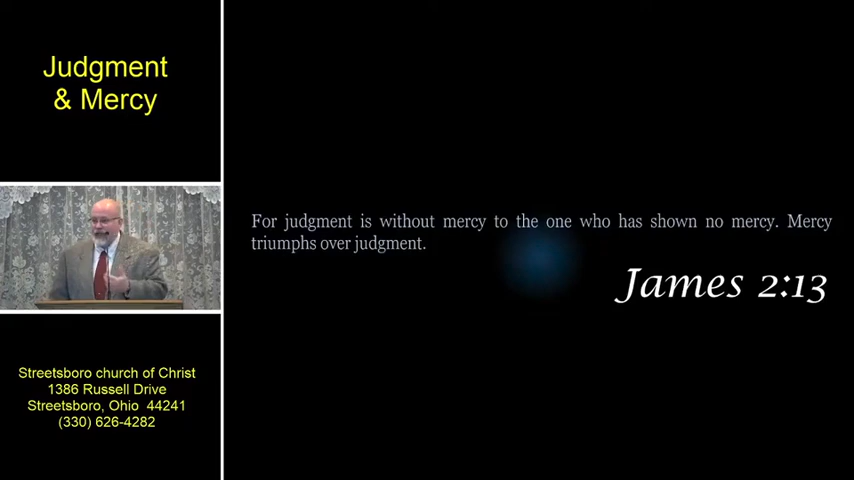 Judgment
& Mercy
For judgment is without mercy to the one who has shown no mercy. Mercy
triumphs over judgment.
James 2:13
Streetsboro church of Christ
1386 Russell Drive
Streetsboro, Ohio  44241
(330) 626-4282